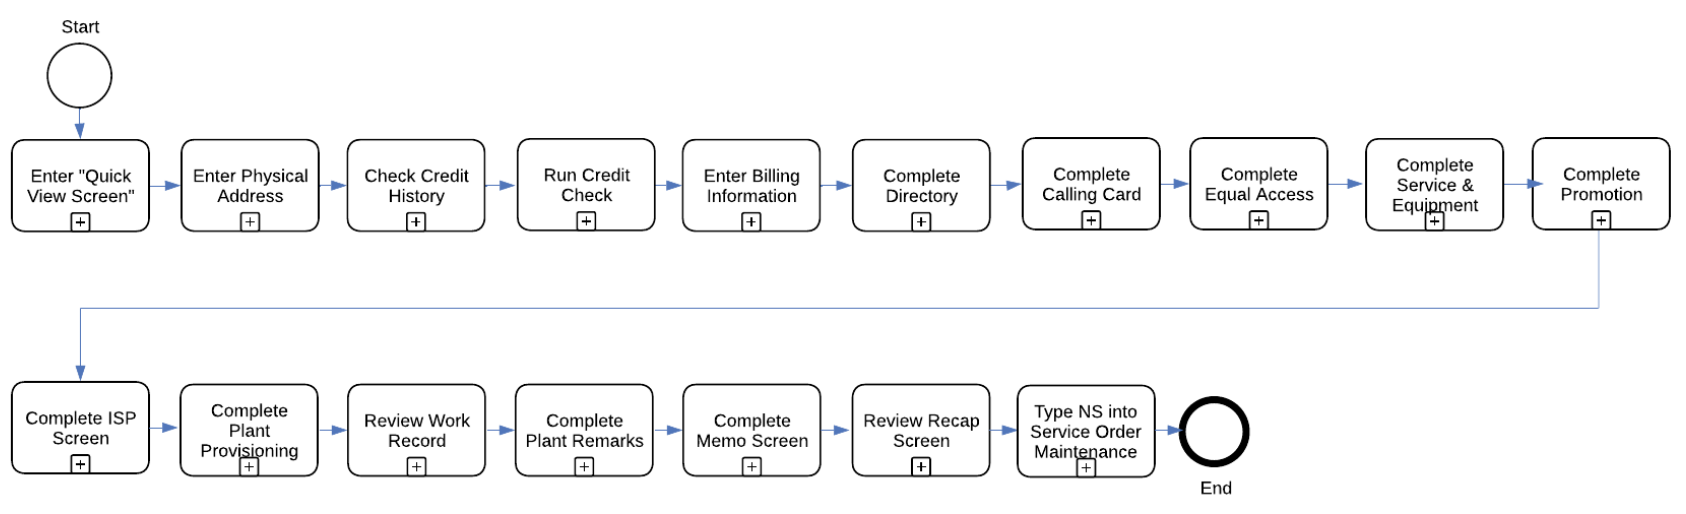 Start
Enter "Quick
View Screen"
Enter Physical
Address
Check Credit
History
Run Credit
Check
Enter Billing
Information
Complete
Directory
Complete
Calling Card
Complete
Equal Access
Complete
Service &
Equipment
Complete
Promotion
Complete ISP
Screen
Complete
Plant
Provisioning
Review Work
Record
Complete
Plant Remarks
Complete
Memo Screen
Review Recap
Screen
Type NS into
Service Order
Maintenance
End